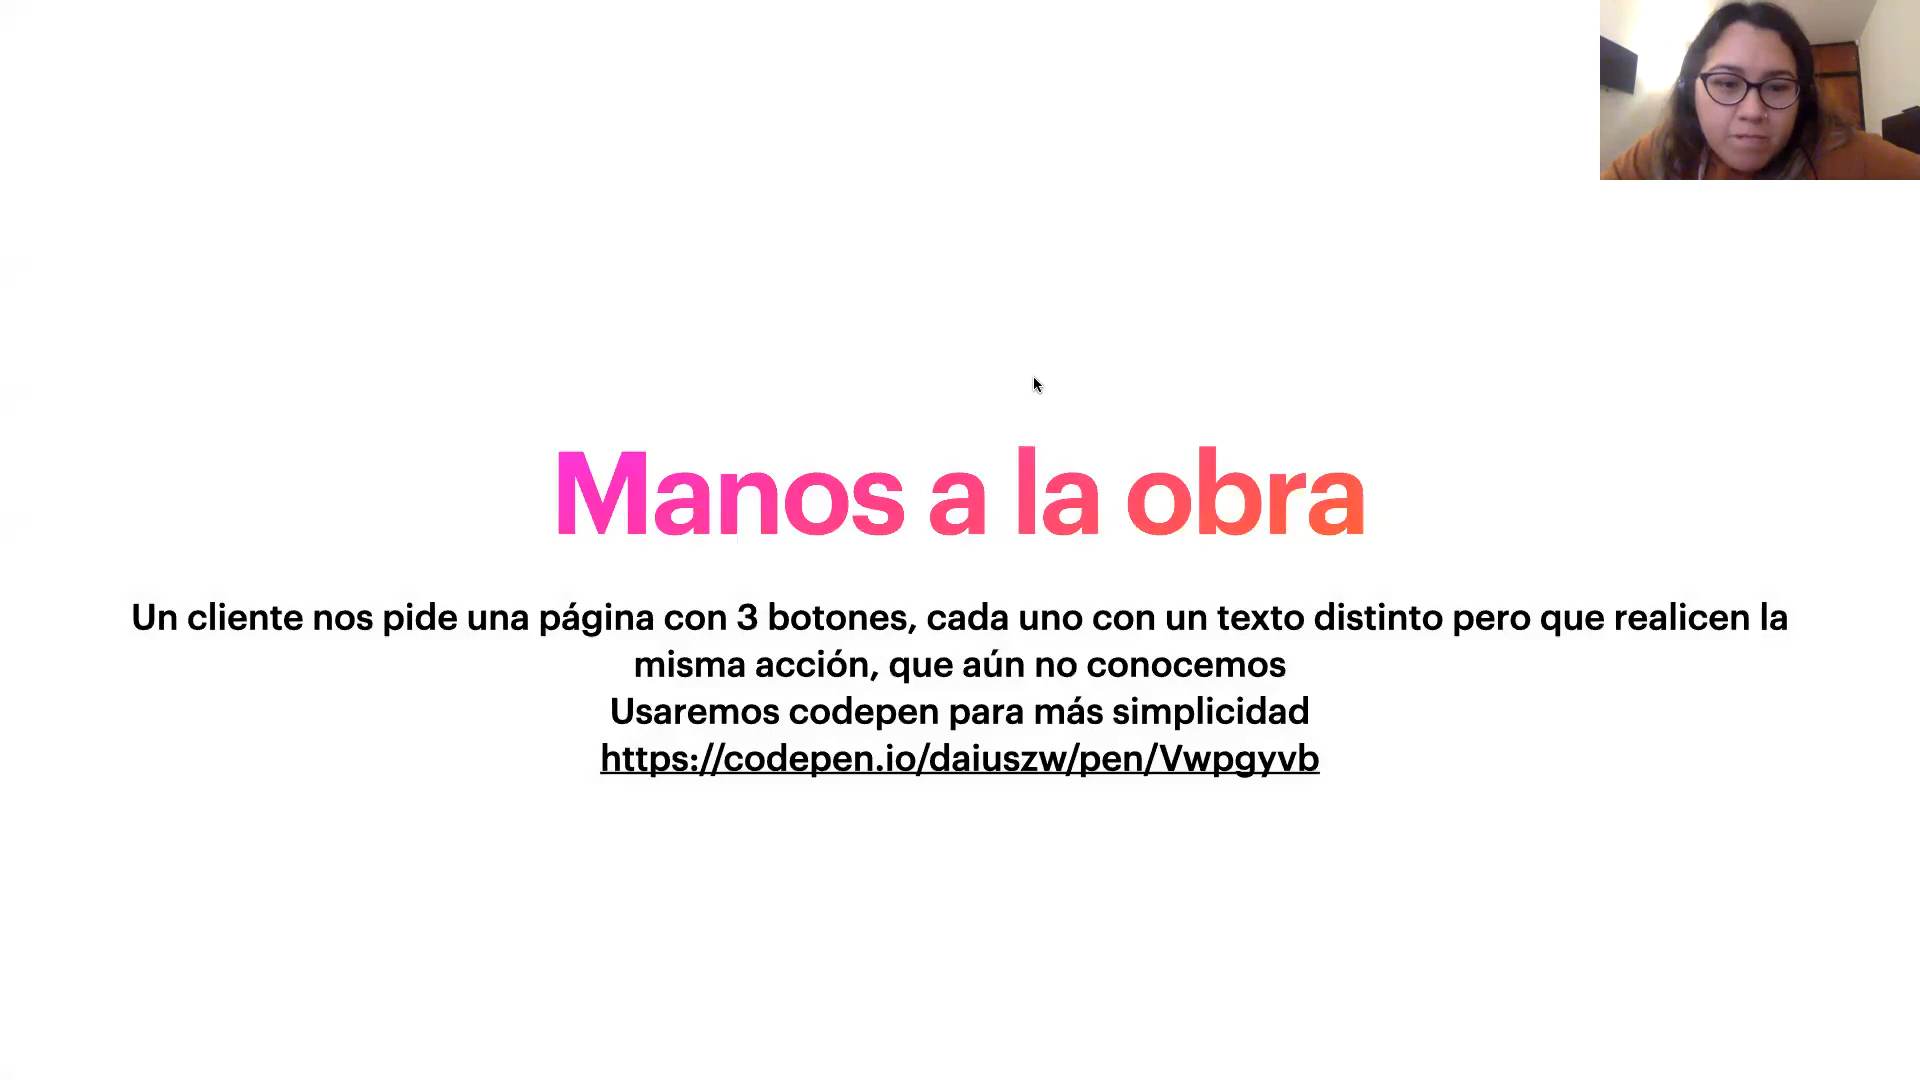 Manos a la obra
Un cliente nos pide una página con 3 botones, cada uno con un texto distinto pero que realicen la
misma acción, que aún no conocemos
Usaremos codepen para más simplicidad
https://codepen.io/daiuszw/pen/Vwpgyvb